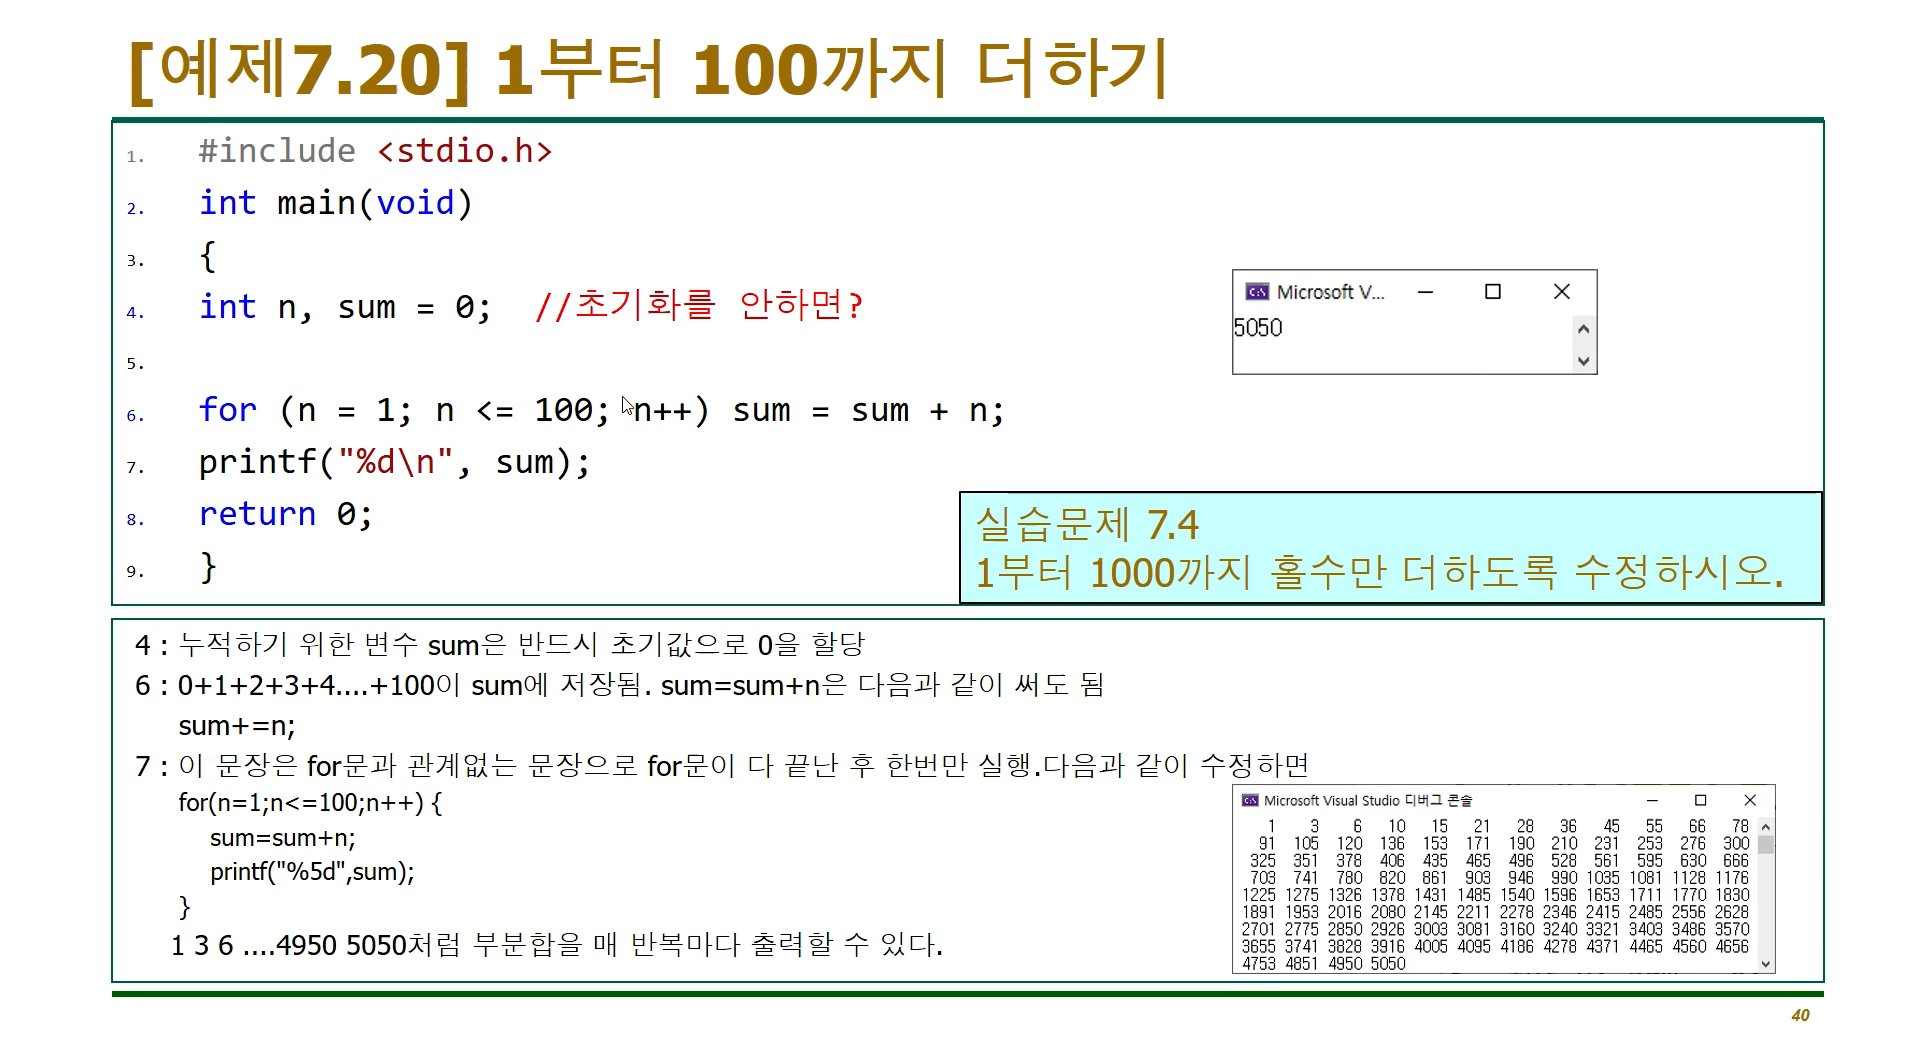 [예제7.20] 1부터 100까지 더하기
1. #include <stdio.h>
2. int main(void)
3. {
4. int n, sum = 0; //초기화를 안하면?
5.
6. for (n = 1; n <= 100; n++) sum = sum + n;
7. printf("%d\n", sum);
8. return 0;
9. }
Microsoft V...
5050
실습문제 7.4
1부터 1000까지 홀수만 더하도록 수정하시오.
4 : 누적하기 위한 변수 sum은 반드시 초기값으로 0을 할당
6 : 0+1+2+3+4....+100이 sum에 저장됨. sum=sum+n은 다음과 같이 써도 됨
sum+=n;
7 : 이 문장은 for문과 관계없는 문장으로 for문이 다 끝난 후 한번만 실행.다음과 같이 수정하면
for(n=1;n<=100;n++) {
sum=sum+n;
printf("%5d",sum);
}
1 3 6 ....4950 5050처럼 부분합을 매 반복마다 출력할 수 있다.
Microsoft Visual Studio 디버그 콘솔
1 3 6 10 15 21 28 36 45 55 66 78
91 105 120 136 153 171 190 210 231 253 276 300
325 351 378 406 435 465 496 528 561 595 630 666
703 741 780 820 861 903 946 990 1035 1081 1128 1176
1225 1275 1326 1378 1431 1485 1540 1596 1653 1711 1770 1830
1891 1953 2016 2080 2145 2211 2278 2346 2415 2485 2556 2628
2701 2775 2850 2926 3003 3081 3160 3240 3321 3403 3486 3570
3655 3741 3828 3916 4005 4095 4186 4278 4371 4465 4560 4656
4753 4851 4950 5050
40